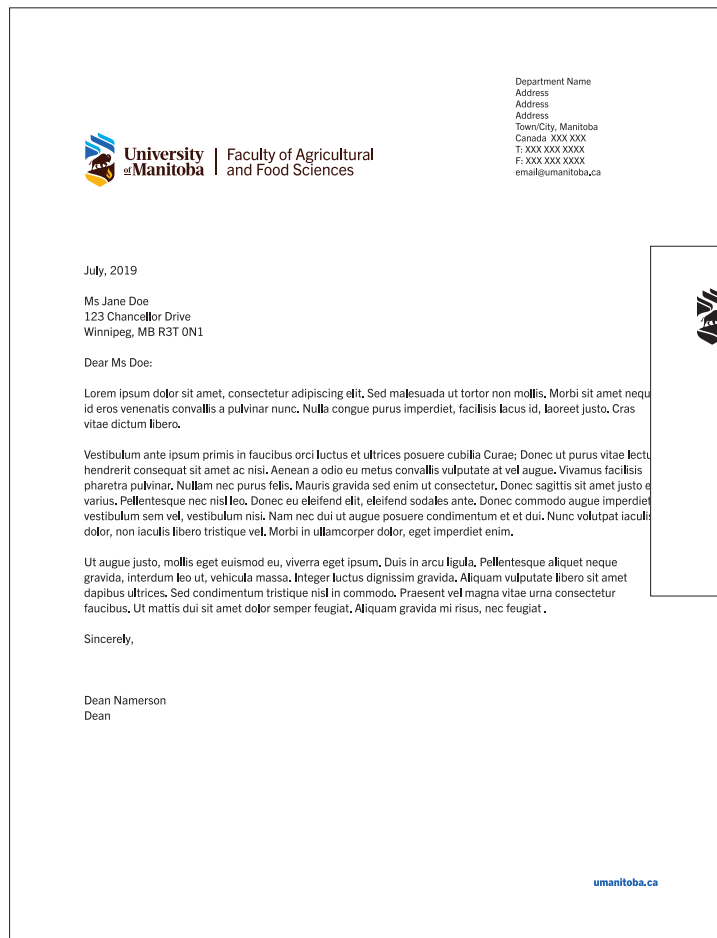 Department Name
Address
Address
Address
Town/City, Manitoba
Canada XXX XXX
T: XXX XXX XXXX
F: XXX XXX XXXX
email@umanitoba.ca
University
of Manitoba
Faculty of Agricultural
and Food Sciences
July, 2019
Ms Jane Doe
123 Chancellor Drive
Winnipeg, MB R3T 0N1
Dear Ms Doe:
Lorem ipsum dolor sit amet, consectetur adipiscing elit. Sed malesuada ut tortor non mollis. Morbi sit amet nequ
id eros venenatis convallis a pulvinar nunc. Nulla congue purus imperdiet, facilisis lacus id, laoreet justo. Cras
vitae dictum libero.
Vestibulum ante ipsum primis in faucibus orci luctus et ultrices posuere cubilia Curae; Donec ut purus vitae lectu
hendrerit consequat sit amet ac nisi. Aenean a odio eu metus convallis vulputate at vel augue. Vivamus facilisis
pharetra pulvinar. Nullam nec purus felis. Mauris gravida sed enim ut consectetur. Donec sagittis sit amet justo e
varius. Pellentesque nec nisl leo. Donec eu eleifend elit, eleifend sodales ante. Donec commodo augue imperdiet
vestibulum sem vel, vestibulum nisi. Nam nec dui ut augue posuere condimentum et et dui. Nunc volutpat iaculis
dolor, non iaculis libero tristique vel. Morbi in ullamcorper dolor, eget imperdiet enim.
Ut augue justo, mollis eget euismod eu, viverra eget ipsum. Duis in arcu ligula. Pellentesque aliquet neque
gravida, interdum leo ut, vehicula massa. Integer luctus dignissim gravida. Aliquam vulputate libero sit amet
dapibus ultrices. Sed condimentum tristique nisl in commodo. Praesent vel magna vitae urna consectetur
faucibus. Ut mattis dui sit amet dolor semper feugiat. Aliquam gravida mi risus, nec feugiat .
Sincerely,
Dean Namerson
Dean
umanitoba.ca